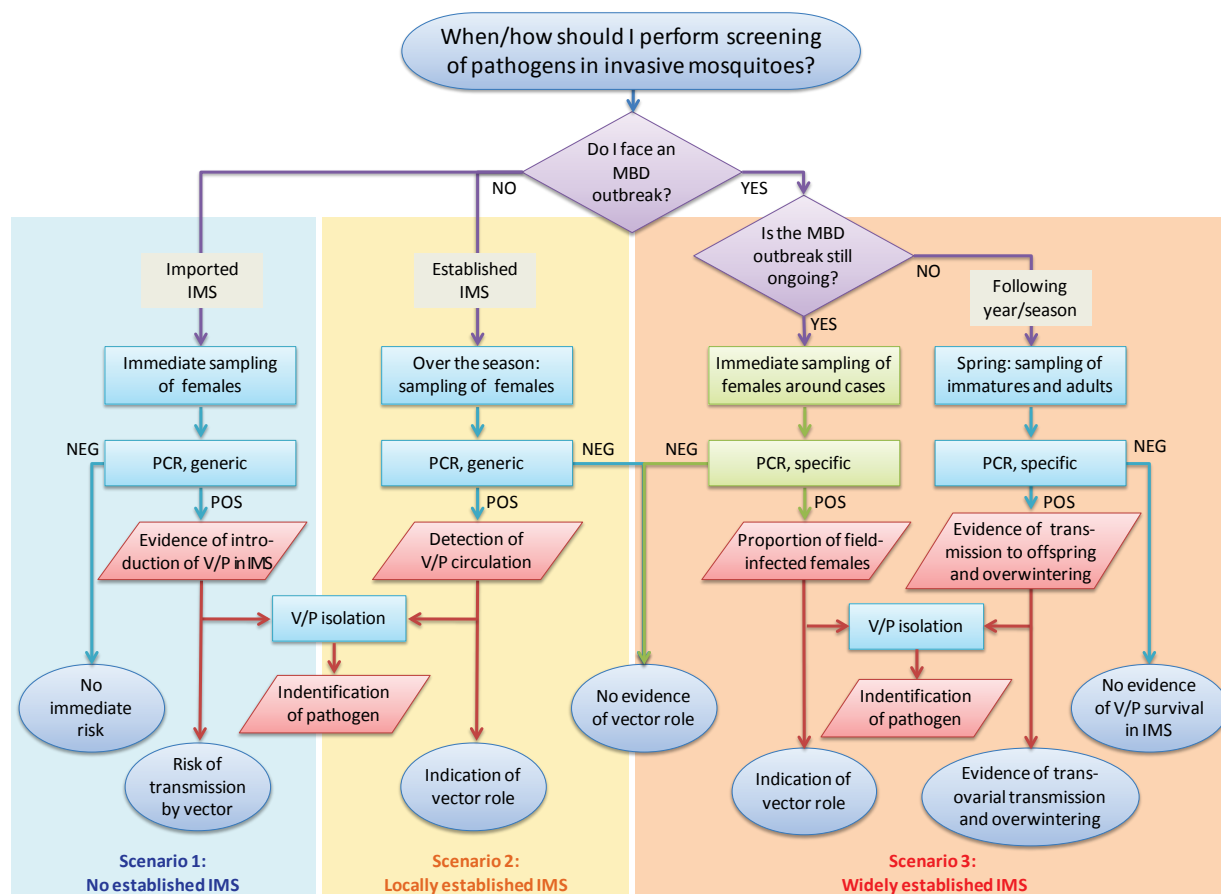 When/how should I perform screening
of pathogens in invasive mosquitoes?
Do I face an
MBD
outbreak?
NO
YES
Is the MBD
outbreak still
ongoing?
NO
YES
Imported
IMS
Established
IMS
Following
year/season
Immediate sampling
of females
Over the season:
sampling of females
Immediate sampling of
females around cases
Spring: sampling of
immatures and adults
NEG
PCR, generic
POS
PCR, generic
NEG
POS
NEG
PCR, specific
POS
PCR, specific
NEG
POS
Evidence of intro-
duction of V/P in IMS
Detection of
V/P circulation
Proportion of field-
infected females
Evidence of trans-
mission to offspring
and overwintering
V/P isolation
V/P isolation
No
immediate
risk
Indentification
of pathogen
No evidence
of vector role
Indentification
of pathogen
No evidence
of V/P survival
in IMS
Risk of
transmission
by vector
Indication of
vector role
Indication of
vector role
Evidence of trans-
ovarial transmission
and overwintering
Scenario 1:
No established IMS
Scenario 2:
Locally established IMS
Scenario 3:
Widely established IMS